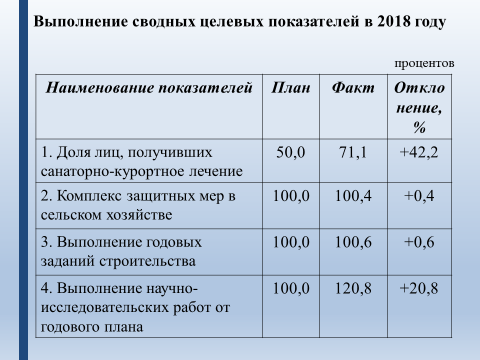 Выполнение сводных целевых показателей в 2018 году
процентов
Наименование показателей План Факт Откло
нение,
%
1. Доля лиц, получивших 50,0 71,1 +42,2
санаторно-курортное лечение
2. Комплекс защитных мер в 100,0 100,4 +0,4
сельском хозяйстве
3. Выполнение годовых 100,0 100,6 +0,6
заданий строительства
4. Выполнение научно- 100,0 120,8 +20,8
исследовательских работ от
годового плана